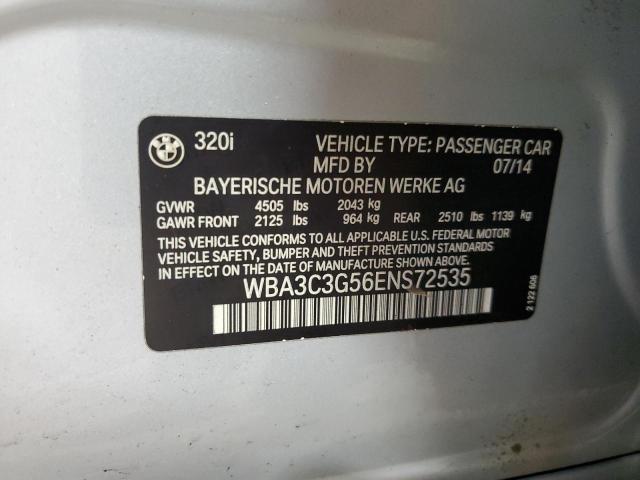 BMW
320i VEHICLE TYPE: PASSENGER CAR
MFD BY 07/14
BAYERISCHE MOTOREN WERKE AG
GVWR 4505 lbs 2043 kg
GAWR FRONT 2125 lbs 964 kg REAR 2510 lbs 1139 kg
THIS VEHICLE CONFORMS TO ALL APPLICABLE U.S. FEDERAL MOTOR
VEHICLE SAFETY, BUMPER AND THEFT PREVENTION STANDARDS
IN EFFECT ON THE DATE OF MANUFACTURE SHOWN ABOVE.
WBA3C3G56ENS72535
2 122 606